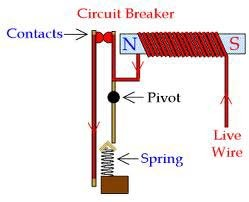 Circuit Breaker
Contacts
N S
Pivot
Live
Wire
Spring